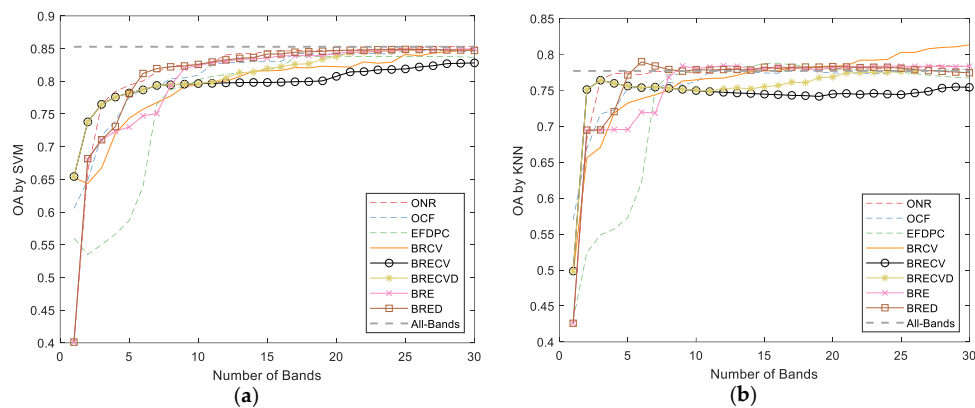 (a)
OA by SVM
0.9
0.85
0.8
0.75
0.7
0.65
0.6
0.55
0.5
0.45
0.4
0 5 10 15 20 25 30
Number of Bands
ONR
OCF
EFDPC
BRCV
BRECV
BRECVD
BRE
BRED
All-Bands
(b)
OA by KNN
0.85
0.8
0.75
0.7
0.65
0.6
0.55
0.5
0.45
0.4
0 5 10 15 20 25 30
Number of Bands
ONR
OCF
EFDPC
BRCV
BRECV
BRECVD
BRE
BRED
All-Bands
(a)
(b)